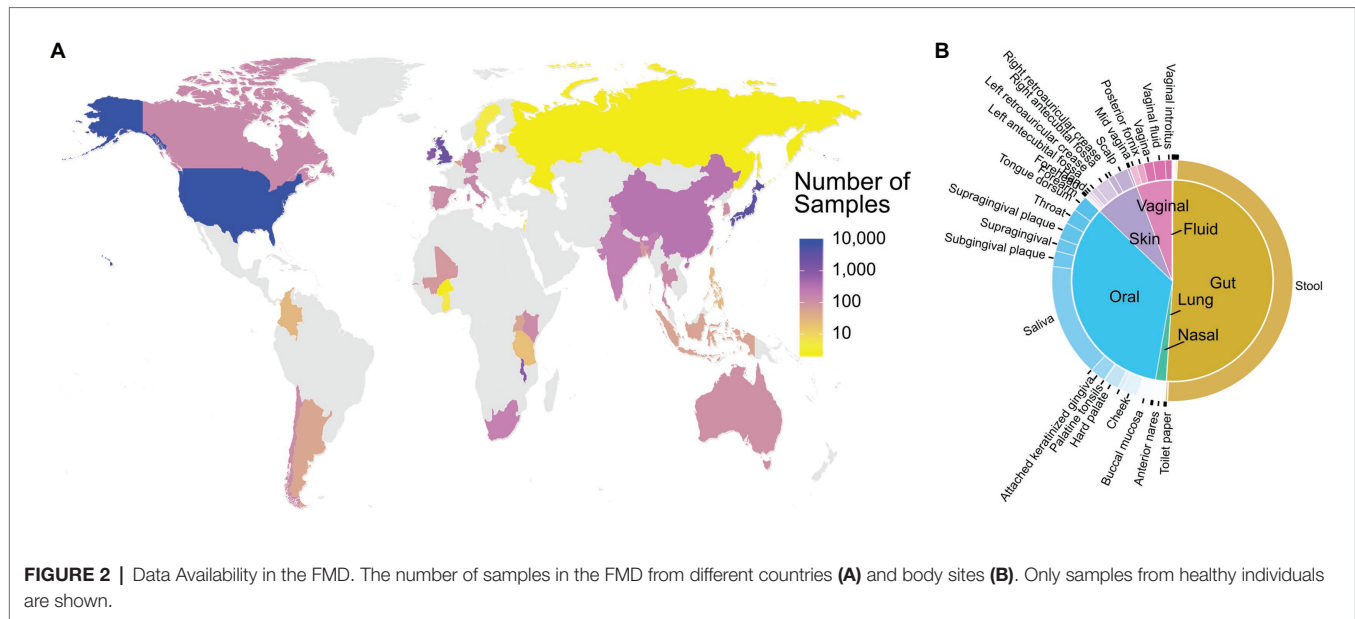 A
B
Number of
Samples
10,000
1,000
100
10
Right retroauricular crease
Right antecubital fossa
Left retroauricular crease
Left antecubital fossa
Forehead
Forearm
Tongue dorsum
Throat
Supragingival plaque
Supragingival
Subgingival plaque
Saliva
Attached keratinized gingiva
Palatine tonsils
Hard palate
Cheek
Buccal mucosa
Anterior nares
Toilet paper
Stool
Scalp
Mid vagina
Posterior fornix
Vagina
Vaginal fluid
Vaginal introitus
Vaginal
Skin
Fluid
Oral
Gut
Lung
Nasal
FIGURE 2 | Data Availability in the FMD. The number of samples in the FMD from different countries (A) and body sites (B). Only samples from healthy individuals
are shown.